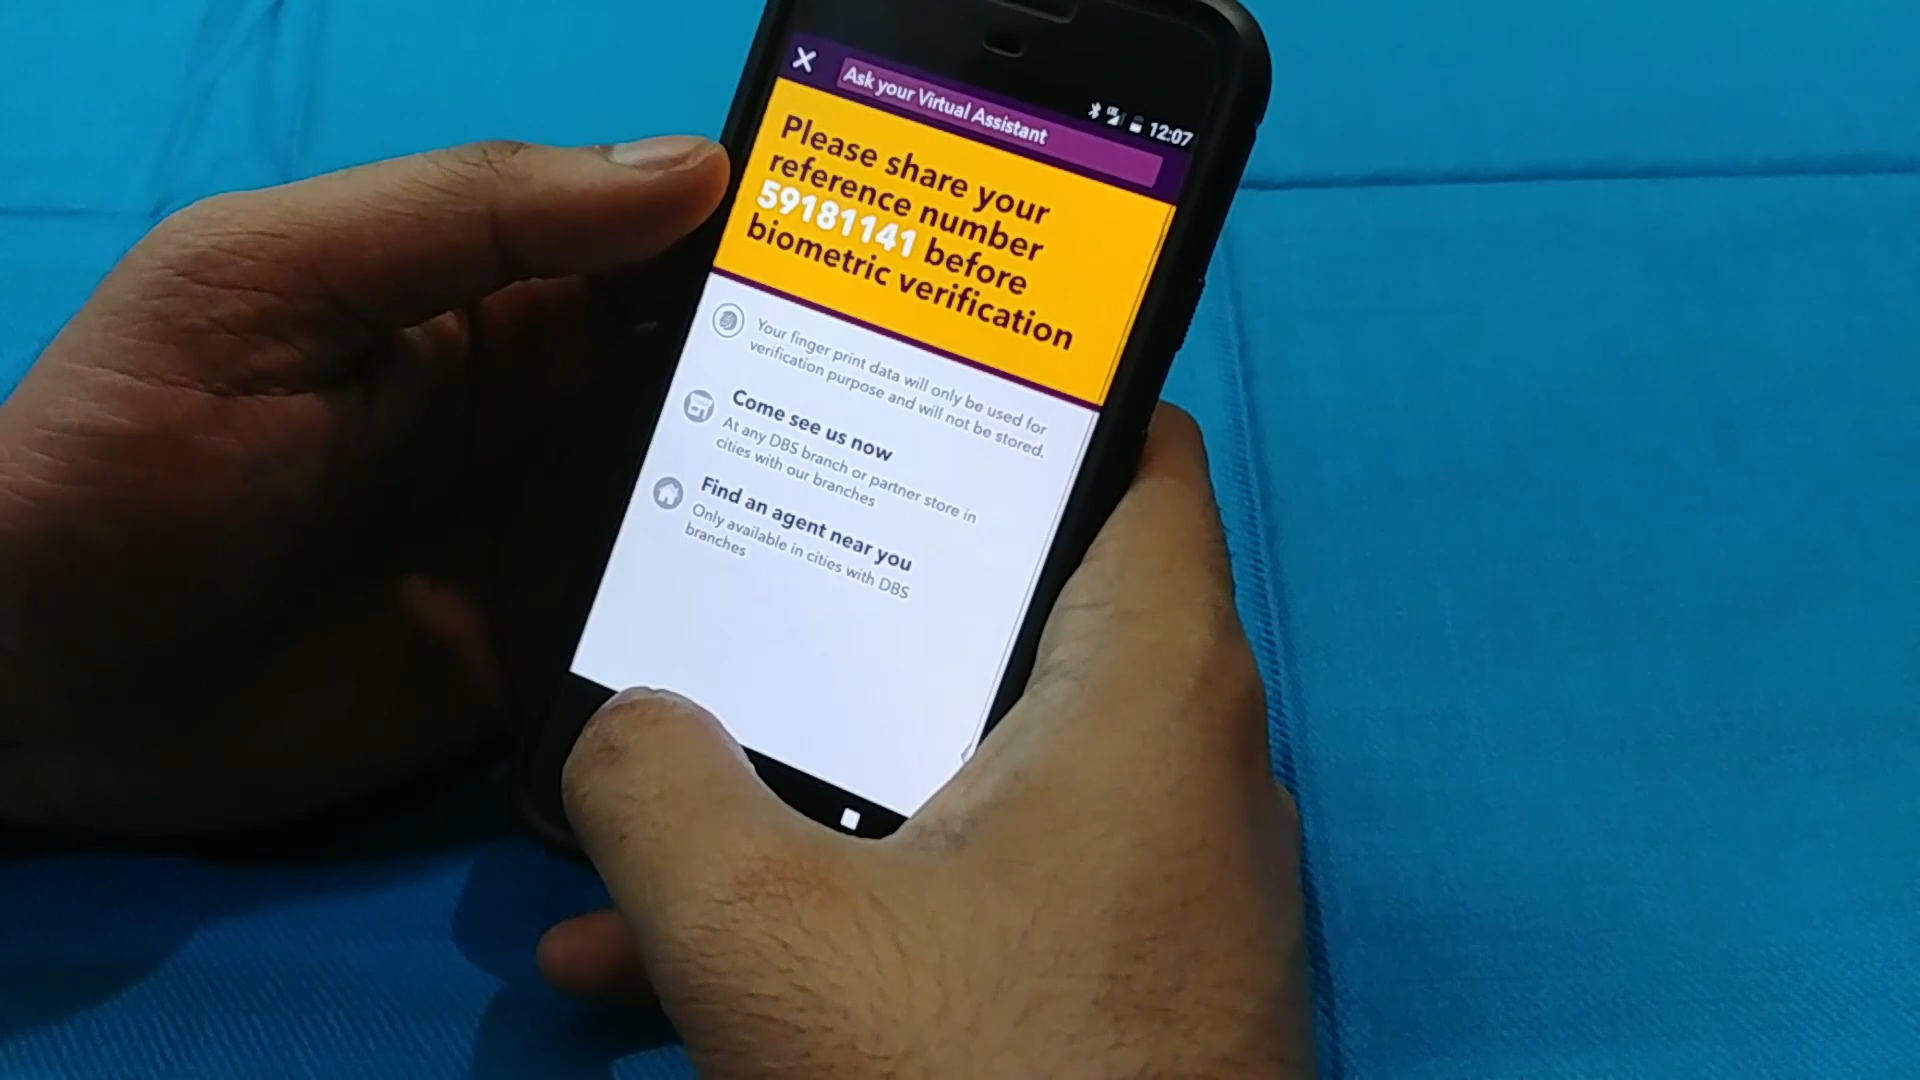 12:07
Ask your Virtual Assistant
Please share your
reference number
59181141 before
biometric verification
Your finger print data will only be used for
verification purpose and will not be stored.
Come see us now
At any DBS branch or partner store in
cities with our branches
Find an agent near you
Only available in cities with DBS
branches